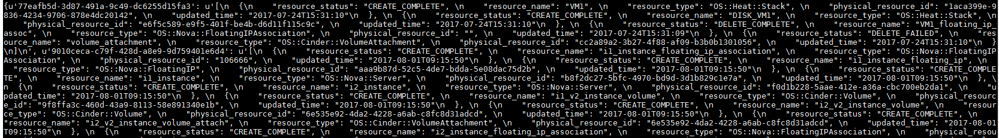 {u'77eafb5d-3d87-491a-9c49-dc6255d15fa3': u'[\n  {\n    "resource_status": "CREATE_COMPLETE", \n    "resource_name": "VM1", \n    "resource_type": "OS::Heat::Stack", \n    "physical_resource_id": "1aca399e-9
836-4234-9706-878e4dc20142", \n    "updated_time": "2017-07-24T15:31:10"\n  }, \n  {\n    "resource_status": "CREATE_COMPLETE", \n    "resource_name": "DISK_VM1", \n    "resource_type": "OS::Heat::Stack", \n
    "physical_resource_id": "e6f5c589-e9f5-401f-be4b-d6d11f115c9c", \n    "updated_time": "2017-07-24T15:31:10"\n  }, \n  {\n    "resource_status": "DELETE_COMPLETE", \n    "resource_name": "VM1_floating_ip_
assoc", \n    "resource_type": "OS::Nova::FloatingIPAssociation", \n    "physical_resource_id": "", \n    "updated_time": "2017-07-24T15:31:09"\n  }, \n  {\n    "resource_status": "DELETE_FAILED", \n    "res
ource_name": "volume_attachment", \n    "resource_type": "OS::Cinder::VolumeAttachment", \n    "physical_resource_id": "cc2a89a2-3b27-4f88-af09-b3b0b1301056", \n    "updated_time": "2017-07-24T15:31:10"\n  }
\n]\n', u'9010ceca-c79f-428d-a8e9-9d759401e6d4': u'[\n  {\n    "resource_status": "CREATE_COMPLETE", \n    "resource_name": "i1_instance_floating_ip_association", \n    "resource_type": "OS::Nova::FloatingIP
Association", \n    "physical_resource_id": "106666", \n    "updated_time": "2017-08-01T09:15:50"\n  }, \n  {\n    "resource_status": "CREATE_COMPLETE", \n    "resource_name": "i1_instance_floating_ip", \n
  "resource_type": "OS::Nova::FloatingIP", \n    "physical_resource_id": "aaa9b87d-52c5-4de7-bdda-5e08dac75d2b", \n    "updated_time": "2017-08-01T09:15:50"\n  }, \n  {\n    "resource_status": "CREATE_COMPLE
TE", \n    "resource_name": "i1_instance", \n    "resource_type": "OS::Nova::Server", \n    "physical_resource_id": "b8f2dc27-5bfc-4970-bd9d-3d1b829c1e7a", \n    "updated_time": "2017-08-01T09:15:50"\n  }, \
n  {\n    "resource_status": "CREATE_COMPLETE", \n    "resource_name": "i2_instance", \n    "resource_type": "OS::Nova::Server", \n    "physical_resource_id": "f0d1b228-5aae-412e-a36a-cbc700eb2da1", \n    "u
pdated_time": "2017-08-01T09:15:50"\n  }, \n  {\n    "resource_status": "CREATE_COMPLETE", \n    "resource_name": "i1_v2_instance_volume", \n    "resource_type": "OS::Cinder::Volume", \n    "physical_resourc
e_id": "9f8ffa3c-460d-43a9-8113-58e891340e1b", \n    "updated_time": "2017-08-01T09:15:50"\n  }, \n  {\n    "resource_status": "CREATE_COMPLETE", \n    "resource_name": "i2_v2_instance_volume", \n    "resour
ce_type": "OS::Cinder::Volume", \n    "physical_resource_id": "6e535e92-4da2-4228-a6ab-c8fc8d31adcd", \n    "updated_time": "2017-08-01T09:15:50"\n  }, \n  {\n    "resource_status": "CREATE_COMPLETE", \n
"resource_name": "i2_v2_instance_volume_attach", \n    "resource_type": "OS::Cinder::VolumeAttachment", \n    "physical_resource_id": "6e535e92-4da2-4228-a6ab-c8fc8d31adcd", \n    "updated_time": "2017-08-01
T09:15:50"\n  }, \n  {\n    "resource_status": "CREATE_COMPLETE", \n    "resource_name": "i2_instance_floating_ip_association", \n    "resource_type": "OS::Nova::FloatingIPAssociation", \n    "physical_resou